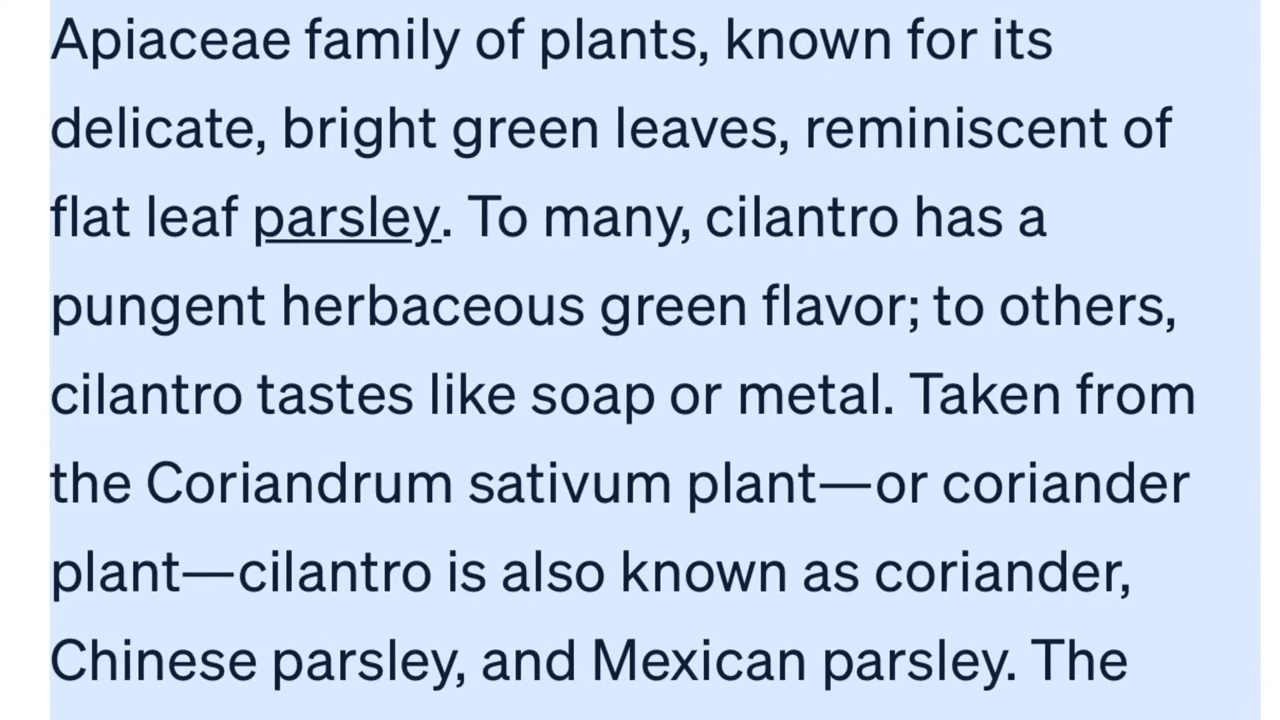 Apiaceae family of plants, known for its
delicate, bright green leaves, reminiscent of
flat leaf parsley. To many, cilantro has a
pungent herbaceous green flavor; to others,
cilantro tastes like soap or metal. Taken from
the Coriandrum sativum plant—or coriander
plant—cilantro is also known as coriander,
Chinese parsley, and Mexican parsley. The